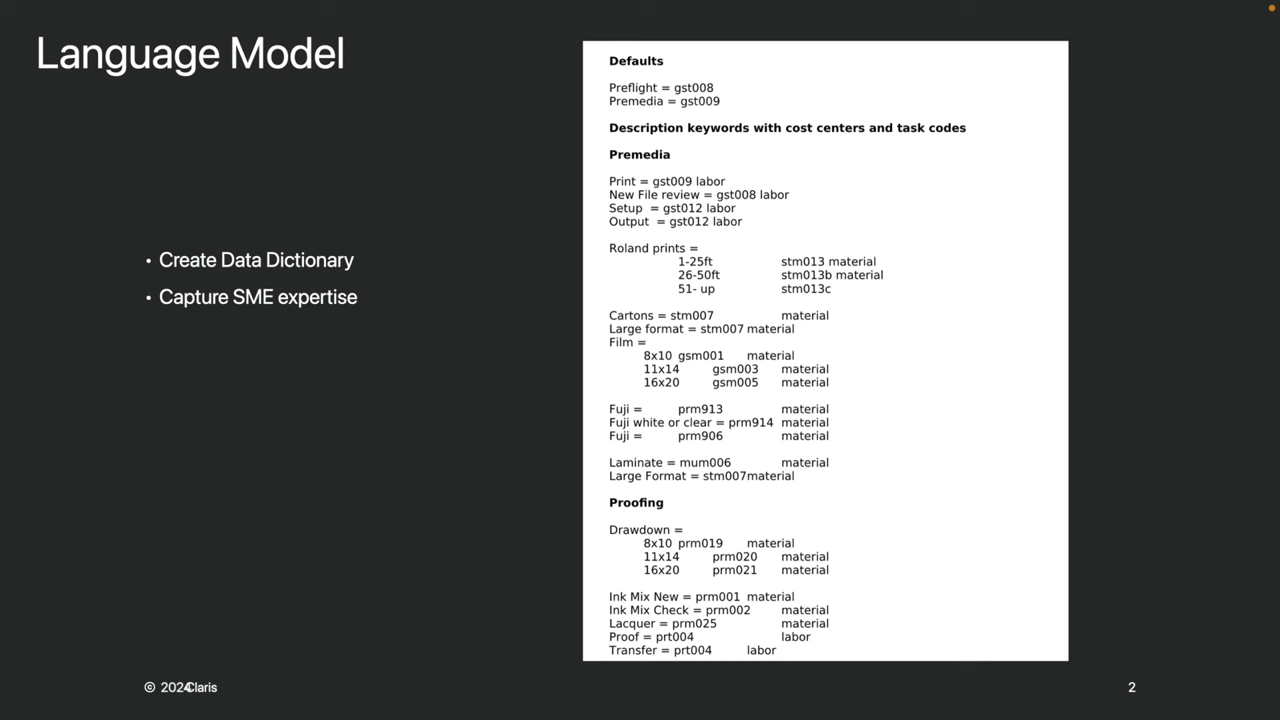 Language Model
• Create Data Dictionary
• Capture SME expertise
Defaults
Preflight = gst008
Premedia = gst009
Description keywords with cost centers and task codes
Premedia
Print = gst009 labor
New File review = gst008 labor
Setup = gst012 labor
Output = gst012 labor
Roland prints =
1-25ft stm013 material
26-50ft stm013b material
51- up stm013c
Cartons = stm007 material
Large format = stm007 material
Film =
8x10 gsm001 material
11x14 gsm003 material
16x20 gsm005 material
Fuji = prm913 material
Fuji white or clear = prm914 material
Fuji = prm906 material
Laminate = mum006 material
Large Format = stm007material
Proofing
Drawdown =
8x10 prm019 material
11x14 prm020 material
16x20 prm021 material
Ink Mix New = prm001 material
Ink Mix Check = prm002 material
Lacquer = prm025 material
Proof = prt004 labor
Transfer = prt004 labor
© 2024 Claris
2